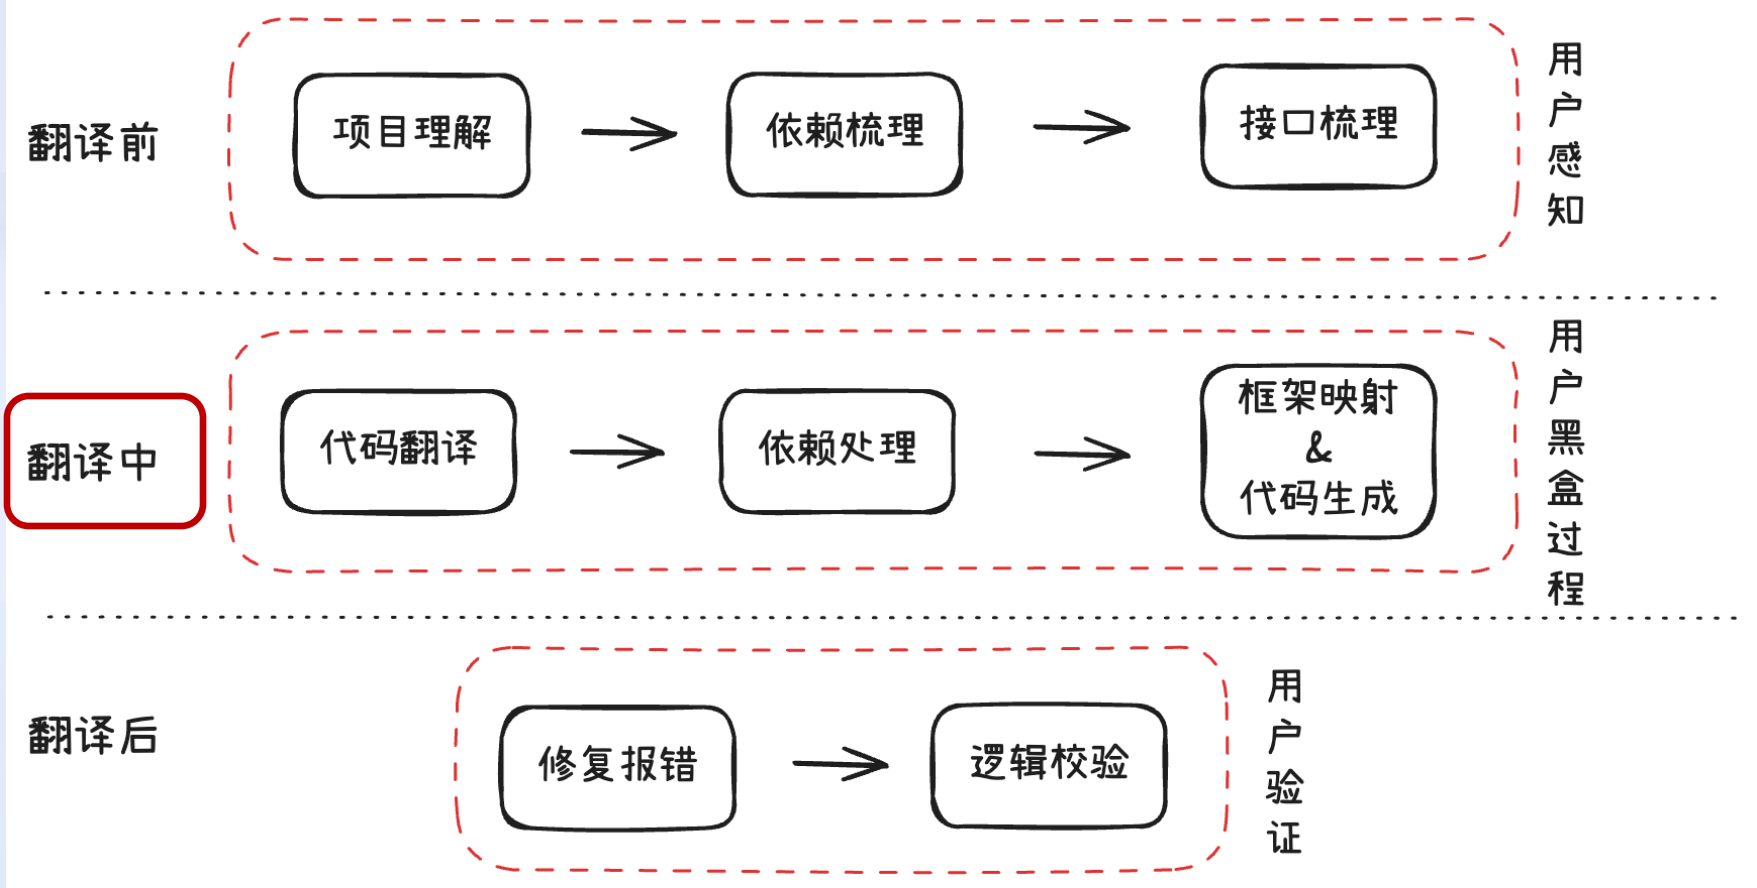 翻译前
项目理解
依赖梳理
接口梳理
用户感知
翻译中
代码翻译
依赖处理
框架映射
&
代码生成
用户黑盒过程
翻译后
修复报错
逻辑校验
用户验证